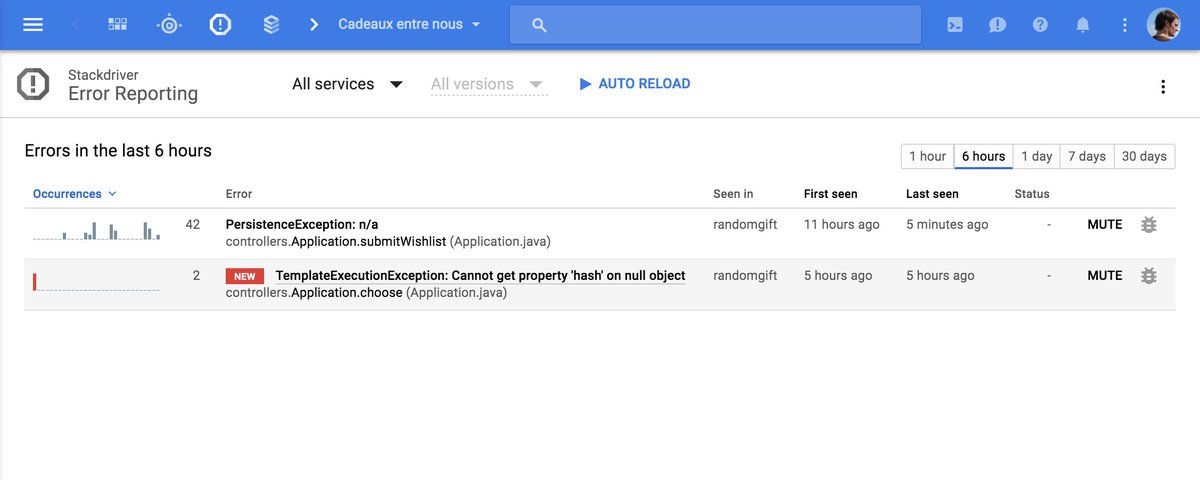 Cadeaux entre nous
Stackdriver
Error Reporting
All services
All versions
AUTO RELOAD
Errors in the last 6 hours
1 hour 6 hours 1 day 7 days 30 days
Occurrences Error Seen in First seen Last seen Status
42 PersistenceException: n/a randomgift 11 hours ago 5 minutes ago - MUTE
controllers.Application.submitWishlist (Application.java)
2 NEW TemplateExecutionException: Cannot get property 'hash' on null object randomgift 5 hours ago 5 hours ago - MUTE
controllers.Application.choose (Application.java)